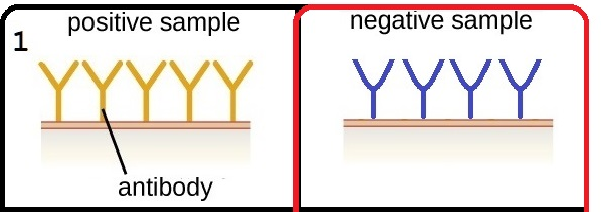 1
positive sample
negative sample
antibody